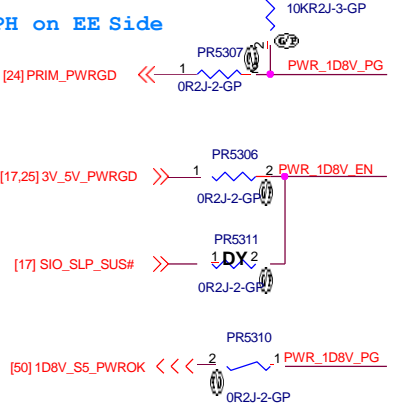 10KR2J-3-GP
PH on EE Side
PR5307
2
1
2
PWR_1D8V_PG
[24] PRIM_PWRGD
0R2J-2-GP
PR5306
[17,25] 3V_5V_PWRGD
1
2
PWR_1D8V_EN
0R2J-2-GP
PR5311
1
DY
2
[17] SIO_SLP_SUS#
0R2J-2-GP
PR5310
2
1
PWR_1D8V_PG
[50] 1D8V_S5_PWROK
0R2J-2-GP